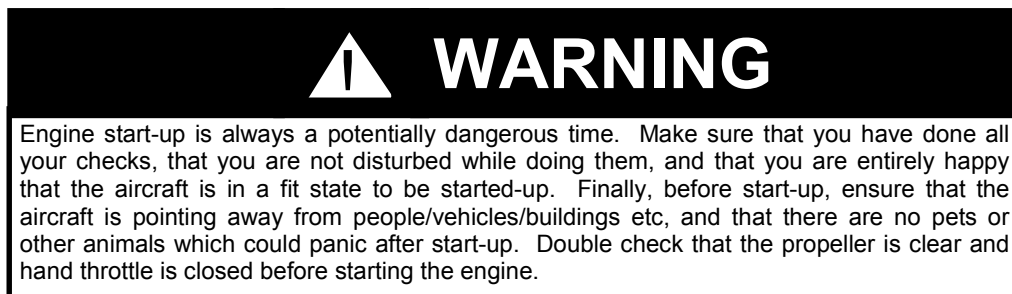 WARNING
Engine start-up is always a potentially dangerous time. Make sure that you have done all
your checks, that you are not disturbed while doing them, and that you are entirely happy
that the aircraft is in a fit state to be started-up. Finally, before start-up, ensure that the
aircraft is pointing away from people/vehicles/buildings etc, and that there are no pets or
other animals which could panic after start-up. Double check that the propeller is clear and
hand throttle is closed before starting the engine.